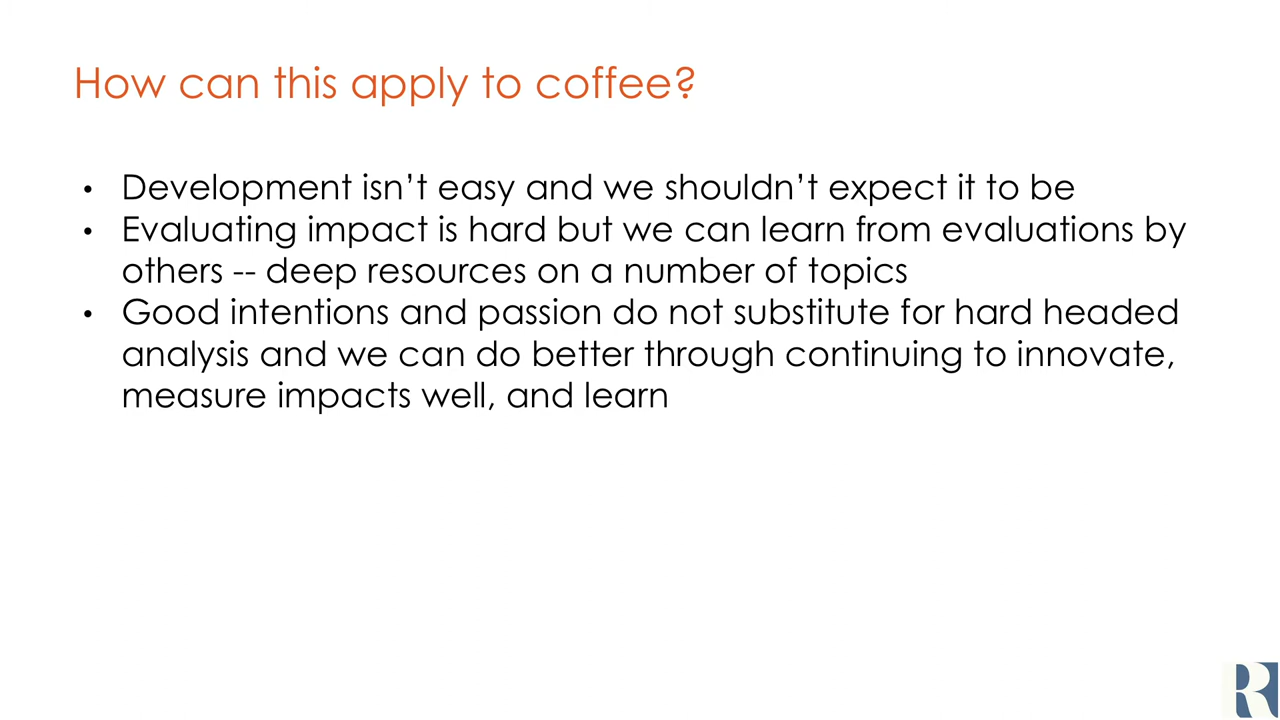 How can this apply to coffee?
• Development isn’t easy and we shouldn’t expect it to be
• Evaluating impact is hard but we can learn from evaluations by
others -- deep resources on a number of topics
• Good intentions and passion do not substitute for hard headed
analysis and we can do better through continuing to innovate,
measure impacts well, and learn
R